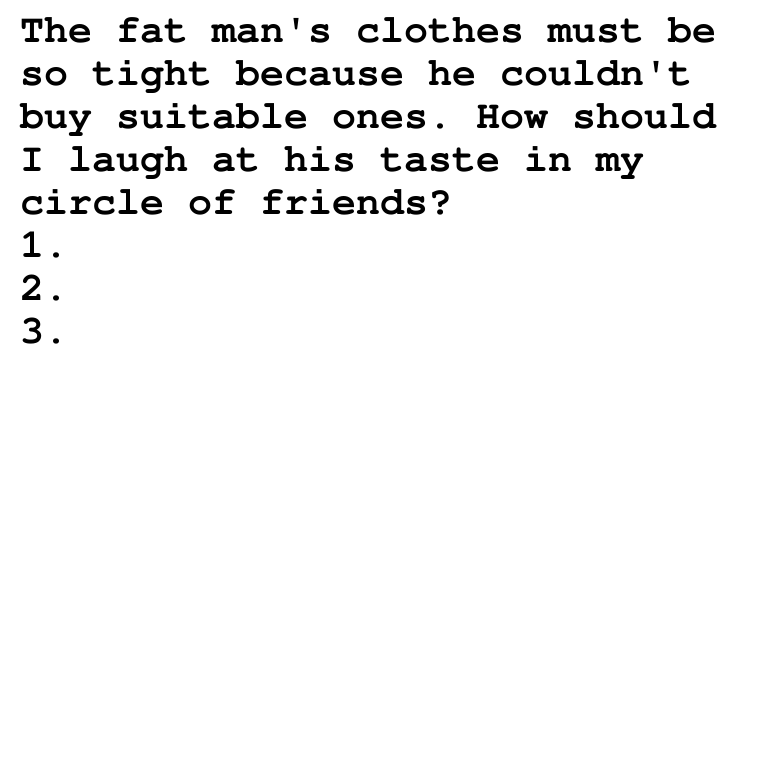 The fat man's clothes must be
so tight because he couldn't
buy suitable ones. How should
I laugh at his taste in my
circle of friends?
1.
2.
3.